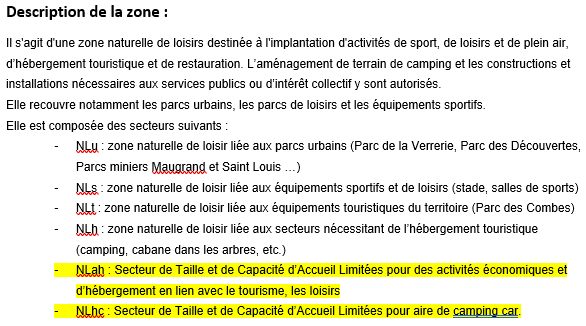 Description de la zone :
Il s'agit d'une zone naturelle de loisirs destinée à l'implantation d'activités de sport, de loisirs et de plein air,
d'hébergement touristique et de restauration. L'aménagement de terrain de camping et les constructions et
installations nécessaires aux services publics ou d'intérêt collectif y sont autorisés.
Elle recouvre notamment les parcs urbains, les parcs de loisirs et les équipements sportifs.
Elle est composée des secteurs suivants :
- NLu : zone naturelle de loisir liée aux parcs urbains (Parc de la Verrerie, Parc des Découvertes,
Parcs miniers Maugrand et Saint Louis …)
- NLs : zone naturelle de loisir liée aux équipements sportifs et de loisirs (stade, salles de sports)
- NLt : zone naturelle de loisir liée aux équipements touristiques du territoire (Parc des Combes)
- NLh : zone naturelle de loisir liée aux secteurs nécessitant de l'hébergement touristique
(camping, cabane dans les arbres, etc.)
- NLah : Secteur de Taille et de Capacité d'Accueil Limitées pour des activités économiques et
d'hébergement en lien avec le tourisme, les loisirs
- NLhc : Secteur de Taille et de Capacité d'Accueil Limitées pour aire de camping car.